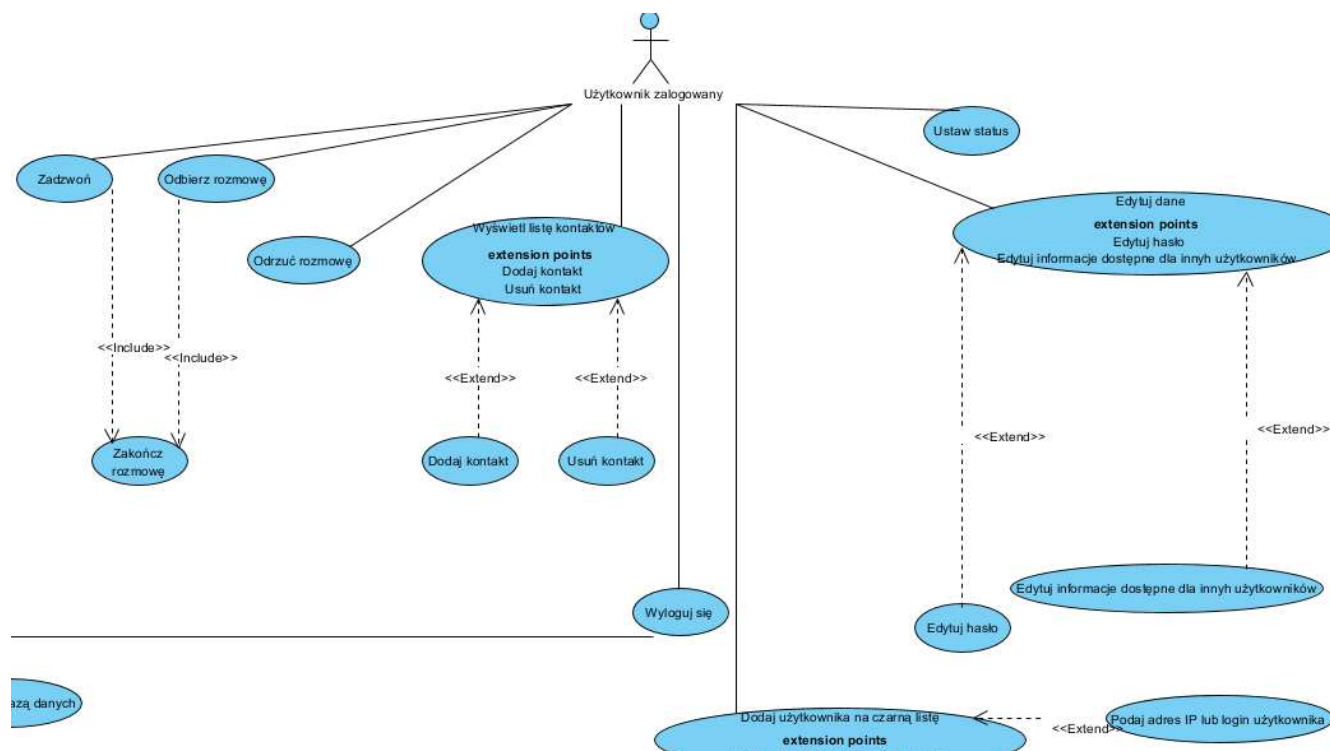 Użytkownik zalogowany
Ustaw status
Zadzwoń
Odbierz rozmowę
Edytuj dane
extension points
Edytuj hasło
Edytuj informacje dostępne dla innyh użytkowników
Wyświetl listę kontaktów
extension points
Dodaj kontakt
Usuń kontakt
Odrzuć rozmowę
<<Include>>
<<Include>>
<<Extend>>
<<Extend>>
<<Extend>>
<<Extend>>
Zakończ
rozmowę
Dodaj kontakt
Usuń kontakt
Edytuj informacje dostępne dla innyh użytkowników
Wyloguj się
Edytuj hasło
azą danych
Dodaj użytkownika na czarną listę
extension points
<<Extend>>
Podaj adres IP lub login użytkownika